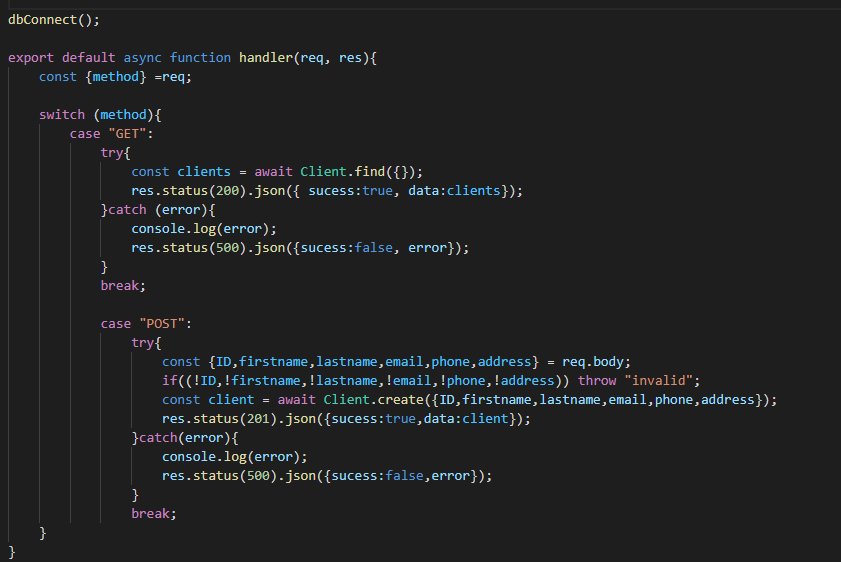 dbConnect();
export default async function handler(req, res){
const {method} =req;
switch (method){
case "GET":
try{
const clients = await Client.find({});
res.status(200).json({ sucess:true, data:clients});
}catch (error){
console.log(error);
res.status(500).json({sucess:false, error});
}
break;
case "POST":
try{
const {ID,firstname,lastname,email,phone,address} = req.body;
if((!ID,!firstname,!lastname,!email,!phone,!address)) throw "invalid";
const client = await Client.create({ID,firstname,lastname,email,phone,address});
res.status(201).json({sucess:true,data:client});
}catch(error){
console.log(error);
res.status(500).json({sucess:false,error});
}
break;
}
}